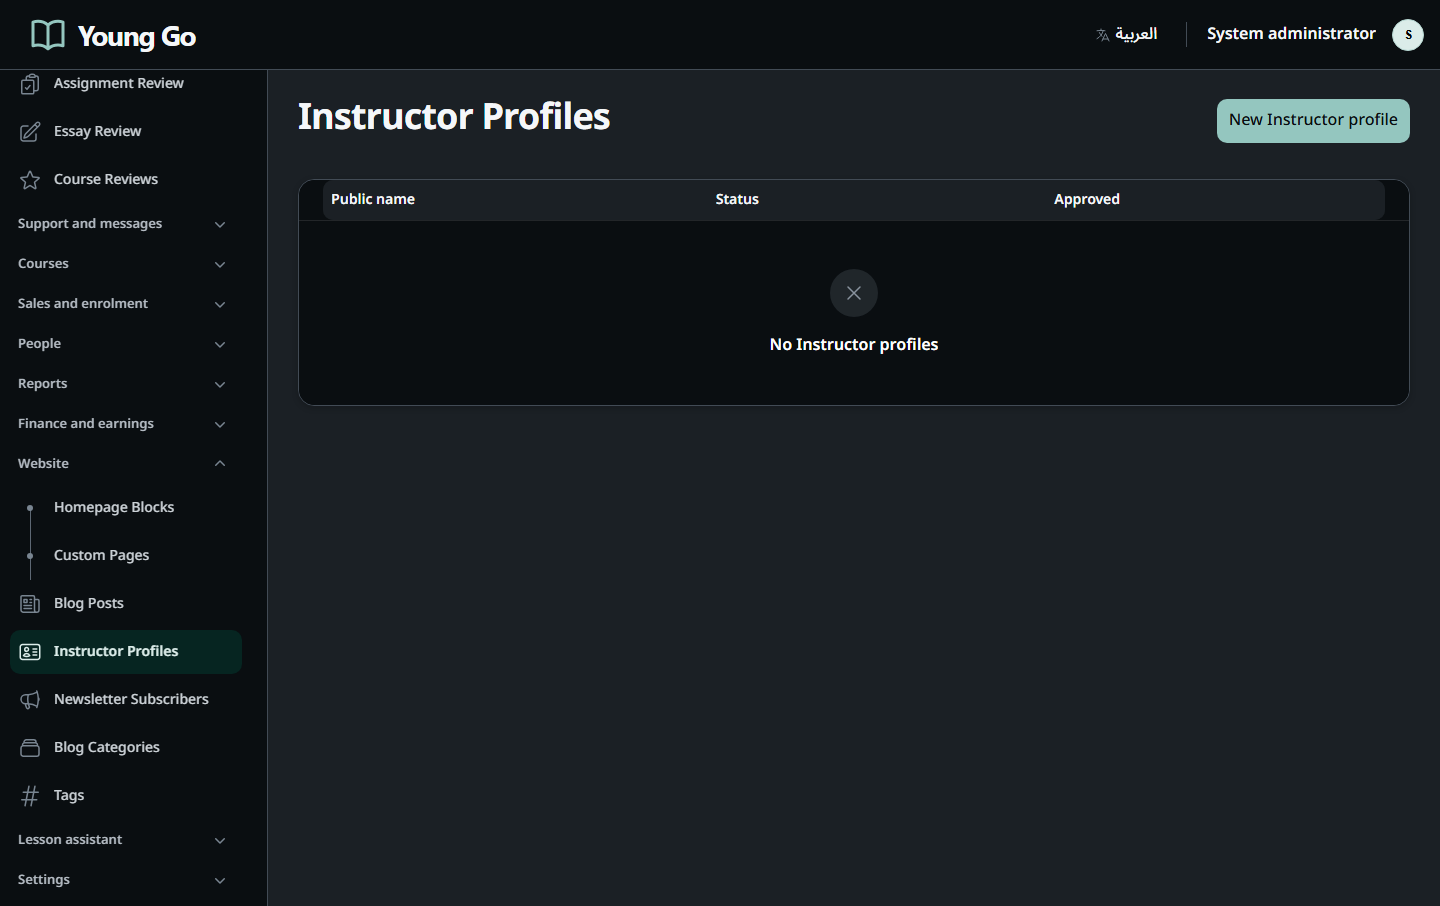 Young Go
العربية
System administrator
S
Assignment Review
Essay Review
Course Reviews
Support and messages
Courses
Sales and enrolment
People
Reports
Finance and earnings
Website
Homepage Blocks
Custom Pages
Blog Posts
Instructor Profiles
Newsletter Subscribers
Blog Categories
Tags
Lesson assistant
Settings
Instructor Profiles
New Instructor profile
Public name Status Approved
No Instructor profiles